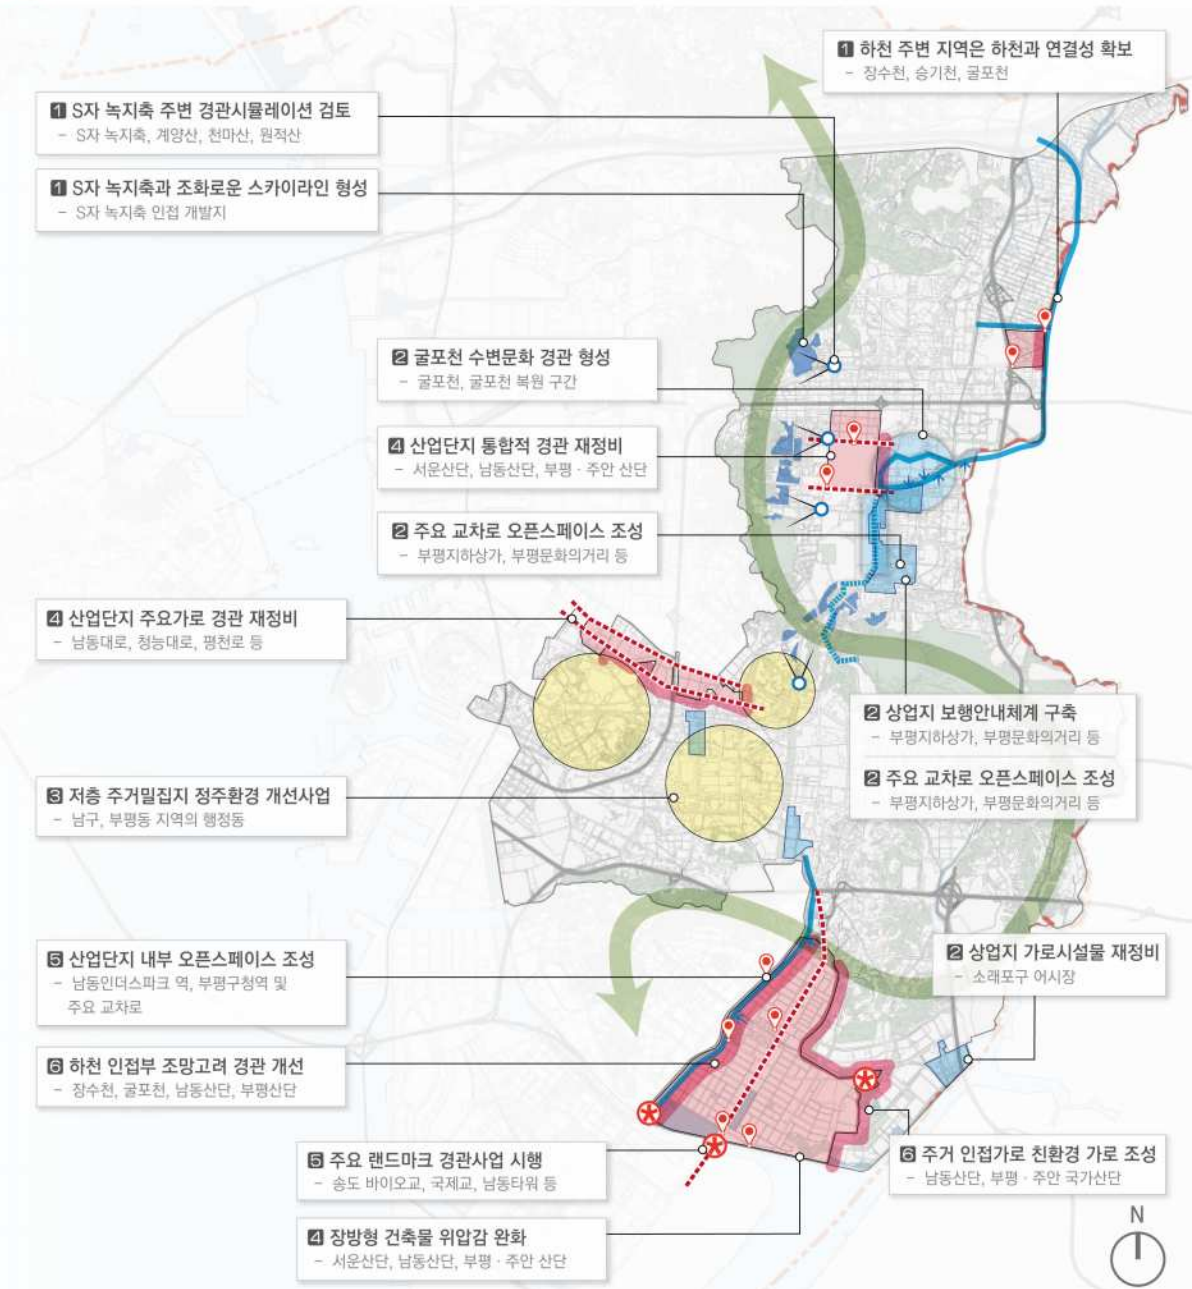 1 하천 주변 지역은 하천과 연결성 확보
- 장수천, 승기천, 굴포천
1 S자 녹지축 주변 경관시뮬레이션 검토
- S자 녹지축, 계양산, 천마산, 원적산
1 S자 녹지축과 조화로운 스카이라인 형성
- S자 녹지축 인접 개발지
2 굴포천 수변문화 경관 형성
- 굴포천, 굴포천 복원 구간
4 산업단지 통합적 경관 재정비
- 서운산단, 남동산단, 부평 · 주안 산단
2 주요 교차로 오픈스페이스 조성
- 부평지하상가, 부평문화의거리 등
4 산업단지 주요가로 경관 재정비
- 남동대로, 청능대로, 평천로 등
2 상업지 보행안내체계 구축
- 부평지하상가, 부평문화의거리 등
2 주요 교차로 오픈스페이스 조성
- 부평지하상가, 부평문화의거리 등
3 저층 주거밀집지 정주환경 개선사업
- 남구, 부평동 지역의 행정동
5 산업단지 내부 오픈스페이스 조성
- 남동인더스파크 역, 부평구청역 및
주요 교차로
2 상업지 가로시설물 재정비
- 소래포구 어시장
6 하천 인접부 조망고려 경관 개선
- 장수천, 굴포천, 남동산단, 부평산단
5 주요 랜드마크 경관사업 시행
- 송도 바이오교, 국제교, 남동타워 등
6 주거 인접가로 친환경 가로 조성
- 남동산단, 부평 · 주안 국가산단
4 장방형 건축물 위압감 완화
- 서운산단, 남동산단, 부평 · 주안 산단
N